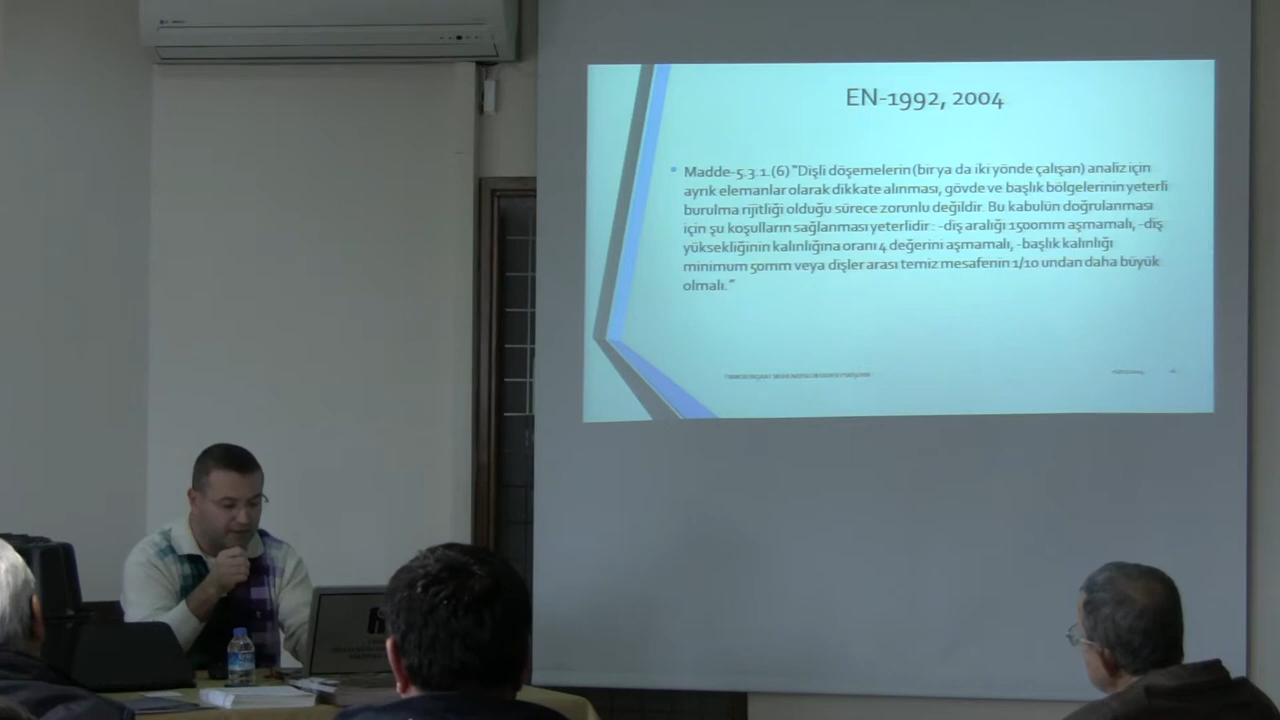 EN-1992, 2004
Madde-5.3.1.(6) "Dişli döşemelerin (bir ya da iki yönde çalışan) analiz için
ayrık elemanlar olarak dikkate alınması, gövde ve başlık bölgelerinin yeterli
burulma rijitliği olduğu sürece zorunlu değildir. Bu kabulün doğrulanması
için şu koşulların sağlanması yeterlidir : -diş aralığı 1500mm aşmamalı, -diş
yüksekliğinin kalınlığına oranı 4 değerini aşmamalı, -başlık kalınlığı
minimum 50mm veya dişler arası temiz mesafenin 1/10 undan daha büyük
olmalı."